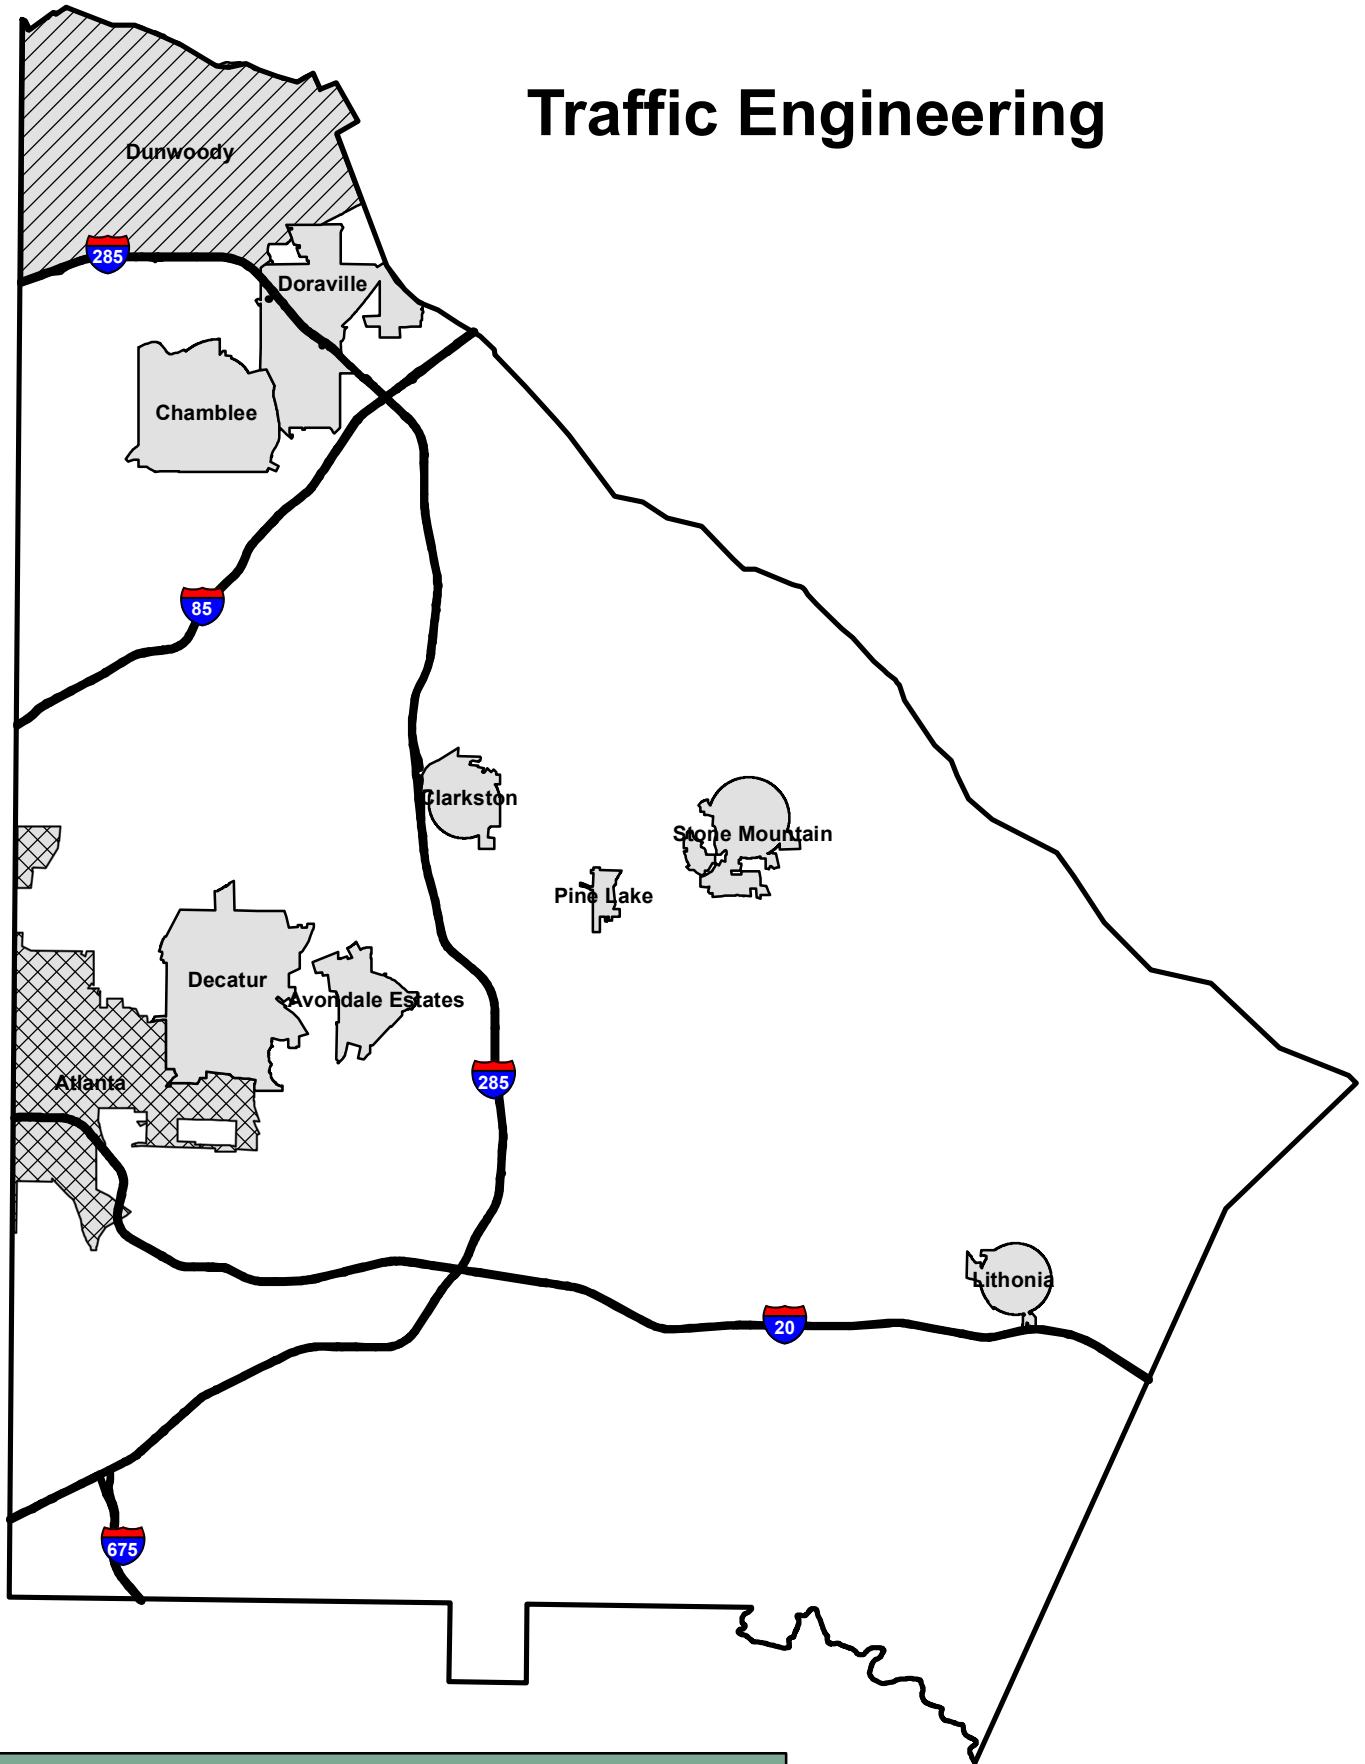 Traffic Engineering
Dunwoody
285
Doraville
Chamblee
85
Clarkston
Stone Mountain
Pine Lake
Decatur
Avondale Estates
285
Atlanta
Lithonia
20
675